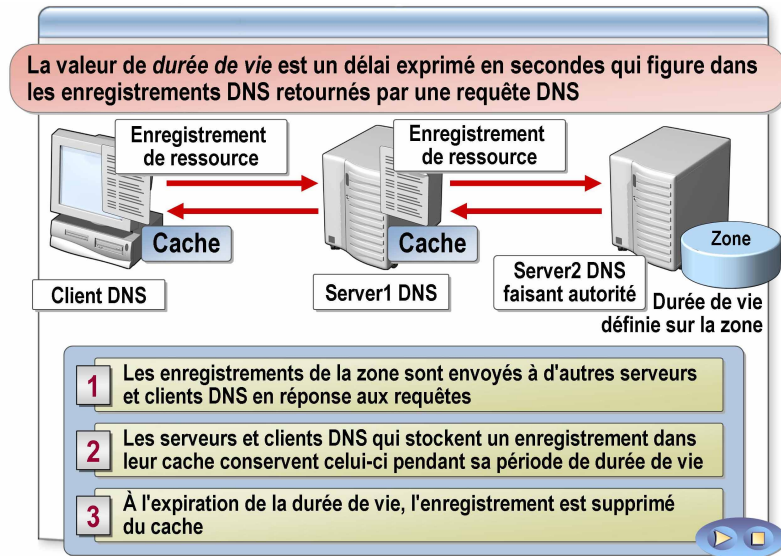 La valeur de durée de vie est un délai exprimé en secondes qui figure dans
les enregistrements DNS retournés par une requête DNS
Enregistrement
de ressource
Enregistrement
de ressource
Cache
Cache
Zone
Client DNS
Server1 DNS
Server2 DNS
faisant autorité
Durée de vie
définie sur la zone
1
Les enregistrements de la zone sont envoyés à d'autres serveurs
et clients DNS en réponse aux requêtes
2
Les serveurs et clients DNS qui stockent un enregistrement dans
leur cache conservent celui-ci pendant sa période de durée de vie
3
À l'expiration de la durée de vie, l'enregistrement est supprimé
du cache